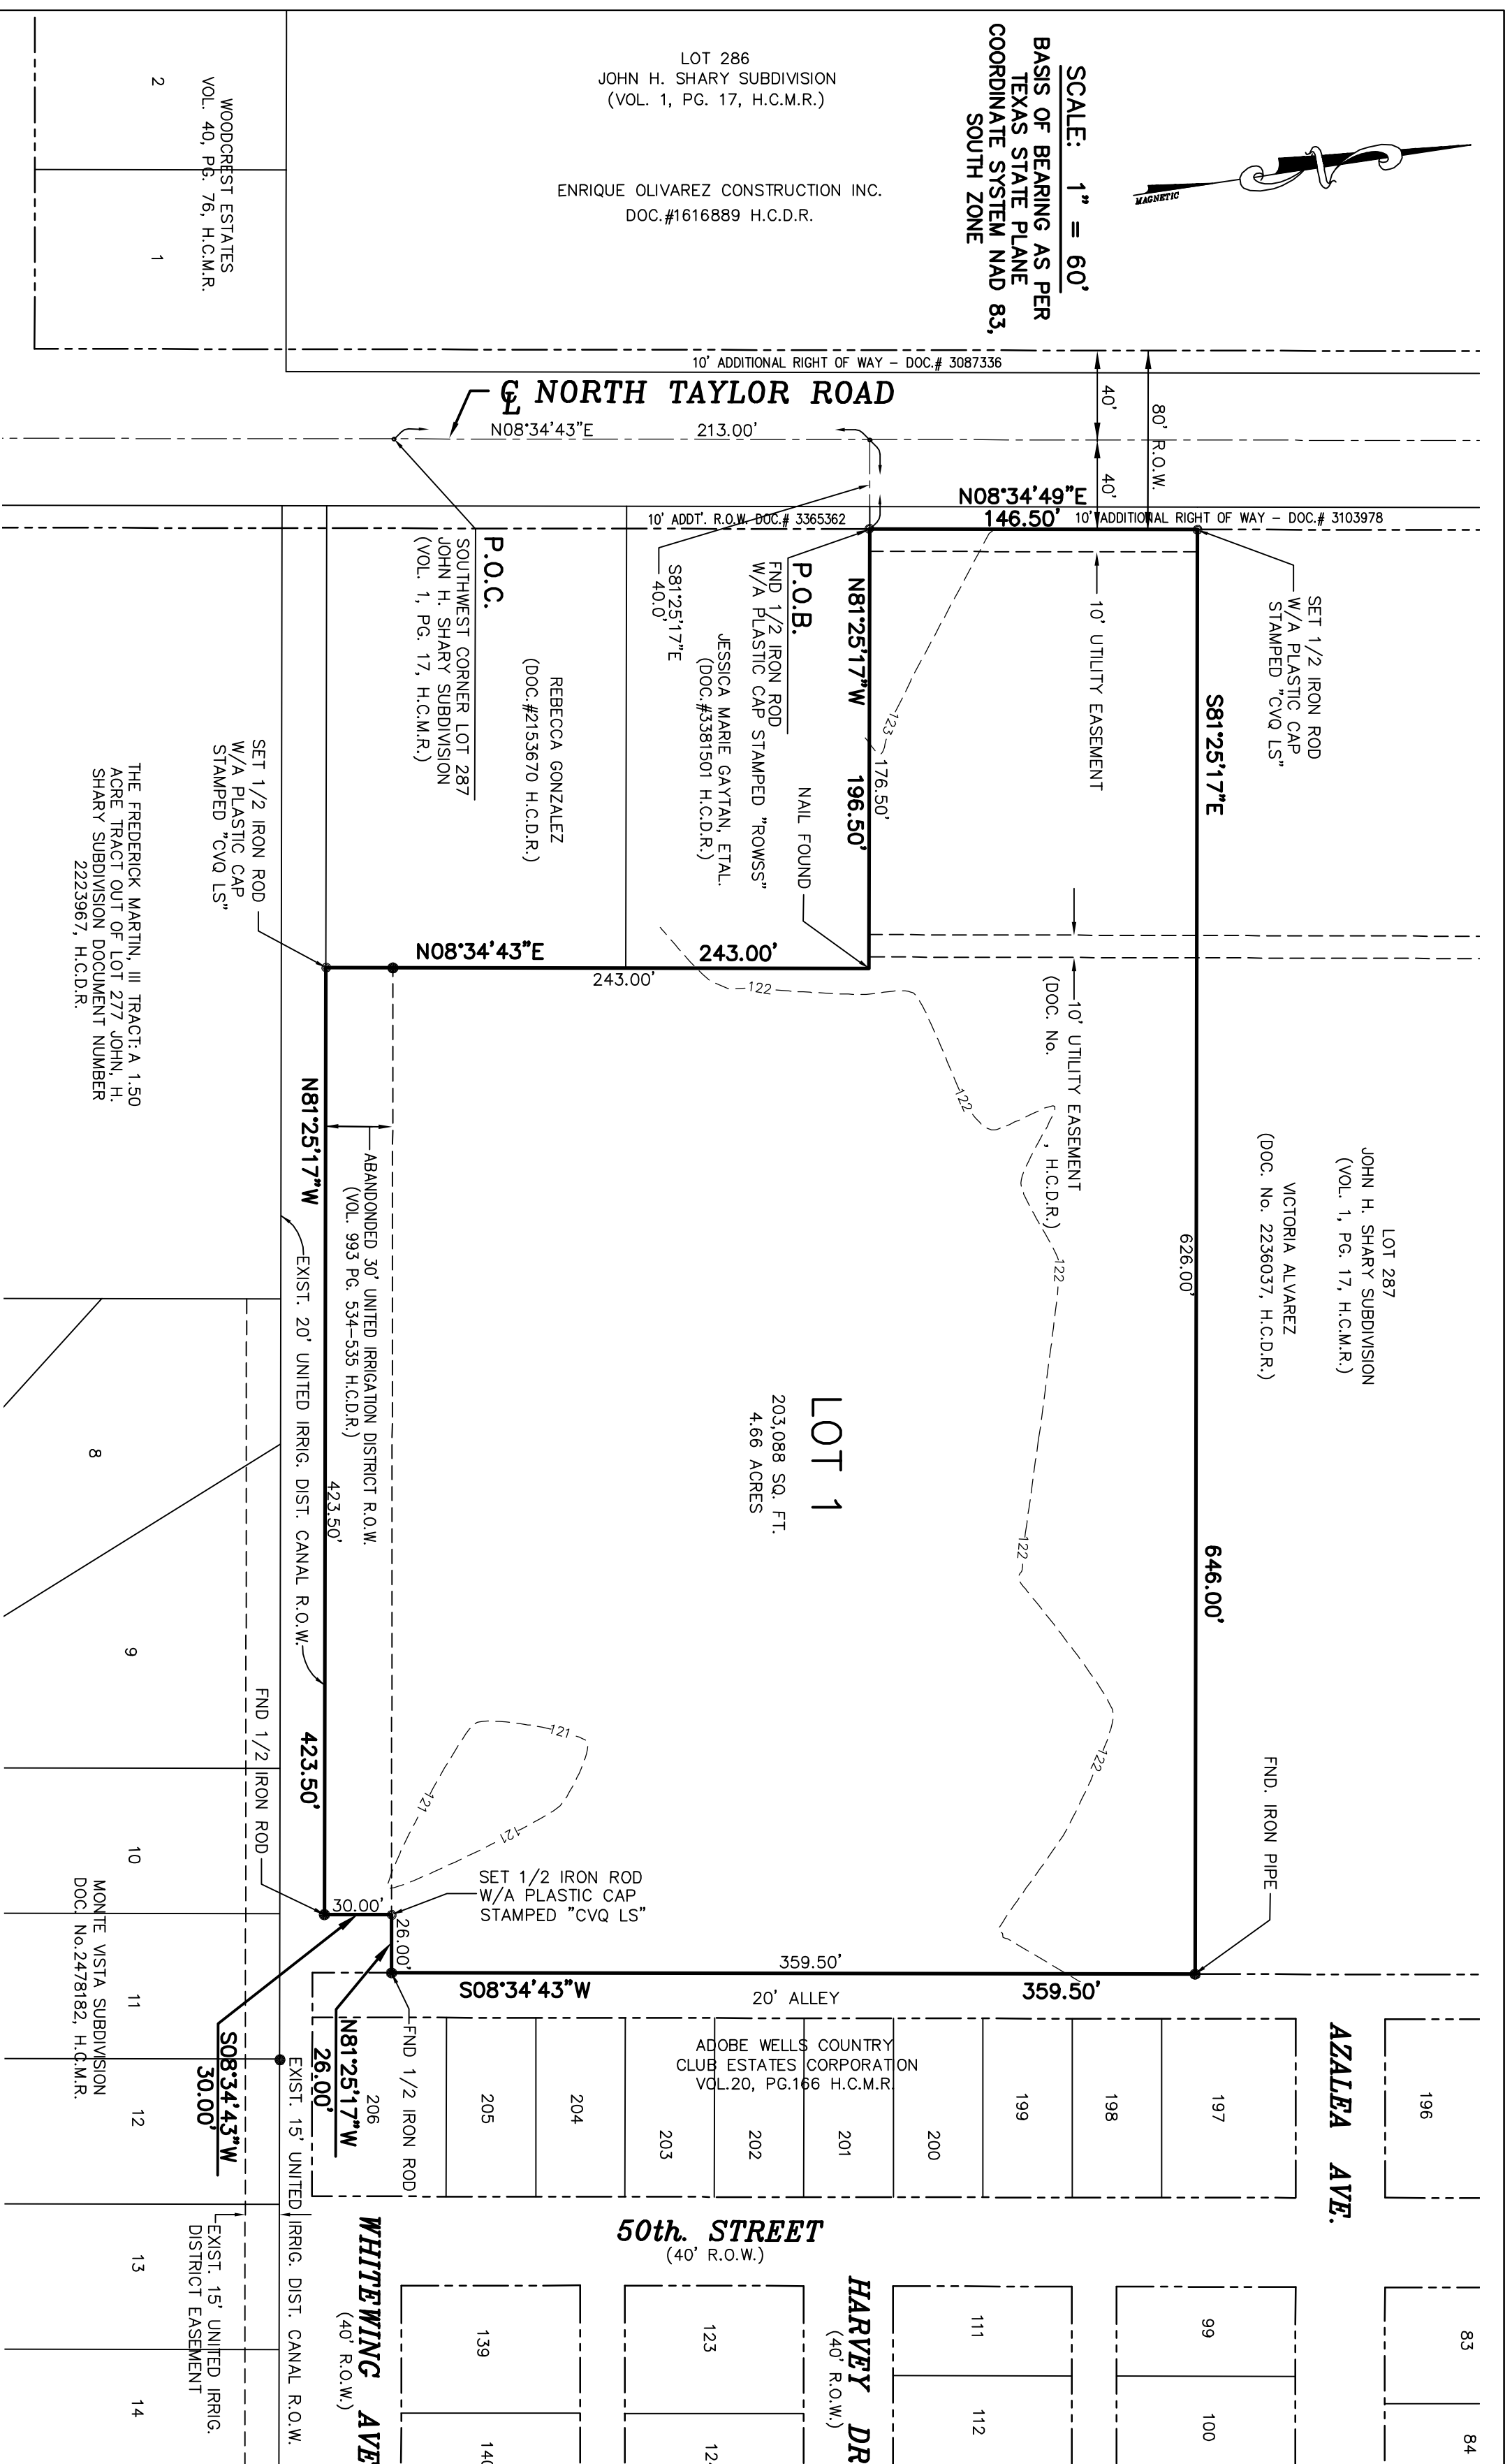 MAGNETIC
SCALE: 1" = 60'
BASIS OF BEARING AS PER
TEXAS STATE PLANE
COORDINATE SYSTEM NAD 83,
SOUTH ZONE
LOT 286
JOHN H. SHARY SUBDIVISION
(VOL. 1, PG. 17, H.C.M.R.)
ENRIQUE OLIVAREZ CONSTRUCTION INC.
DOC.#1616889 H.C.D.R.
WOODCREST ESTATES
VOL. 40, PG. 76, H.C.M.R.
2
1
10' ADDITIONAL RIGHT OF WAY – DOC.# 3087336
℄ NORTH TAYLOR ROAD
N08°34'43"E 213.00'
40'
80' R.O.W.
40'
N08°34'49"E
146.50'
10' ADDT'. R.O.W. DOC.# 3365362
10' ADDITIONAL RIGHT OF WAY – DOC.# 3103978
SET 1/2 IRON ROD
W/A PLASTIC CAP
STAMPED "CVQ LS"
10' UTILITY EASEMENT
S81°25'17"E
646.00'
626.00'
N81°25'17"W 196.50'
176.50'
123
P.O.B.
FND 1/2 IRON ROD
W/A PLASTIC CAP STAMPED "ROWSS"
NAIL FOUND
JESSICA MARIE GAYTAN, ETAL.
(DOC.#3381501 H.C.D.R.)
S81°25'17"E
40.0'
REBECCA GONZALEZ
(DOC.#2153670 H.C.D.R.)
P.O.C.
SOUTHWEST CORNER LOT 287
JOHN H. SHARY SUBDIVISION
(VOL. 1, PG. 17, H.C.M.R.)
SET 1/2 IRON ROD
W/A PLASTIC CAP
STAMPED "CVQ LS"
THE FREDERICK MARTIN, III TRACT: A 1.50
ACRE TRACT OUT OF LOT 277 JOHN, H.
SHARY SUBDIVISION DOCUMENT NUMBER
2223967, H.C.D.R.
N08°34'43"E 243.00'
243.00'
122
122
122
122
122
10' UTILITY EASEMENT
(DOC. No. , H.C.D.R.)
LOT 287
JOHN H. SHARY SUBDIVISION
(VOL. 1, PG. 17, H.C.M.R.)
VICTORIA ALVAREZ
(DOC. No. 2236037, H.C.D.R.)
LOT 1
203,088 SQ. FT.
4.66 ACRES
ABANDONDED 30' UNITED IRRIGATION DISTRICT R.O.W.
(VOL. 993 PG. 534-535 H.C.D.R.)
N81°25'17"W
423.50'
423.50'
EXIST. 20' UNITED IRRIG. DIST. CANAL R.O.W.
121
121
121
FND. IRON PIPE
FND 1/2 IRON ROD
SET 1/2 IRON ROD
W/A PLASTIC CAP
STAMPED "CVQ LS"
30.00'
26.00'
359.50'
S08°34'43"W 359.50'
20' ALLEY
FND 1/2 IRON ROD
N81°25'17"W
26.00'
S08°34'43"W
30.00'
8
9
10
11
12
13
14
MONTE VISTA SUBDIVISION
DOC. No.2478182, H.C.M.R.
EXIST. 15' UNITED IRRIG. DIST. CANAL R.O.W.
EXIST. 15' UNITED IRRIG.
DISTRICT EASEMENT
ADOBE WELLS COUNTRY
CLUB ESTATES CORPORATION
VOL.20, PG.166 H.C.M.R.
206
205
204
203
202
201
200
199
198
197
196
AZALEA AVE.
50th. STREET
(40' R.O.W.)
WHITEWING AVE
(40' R.O.W.)
HARVEY DR
(40' R.O.W.)
139
123
111
99
83
140
112
100
84